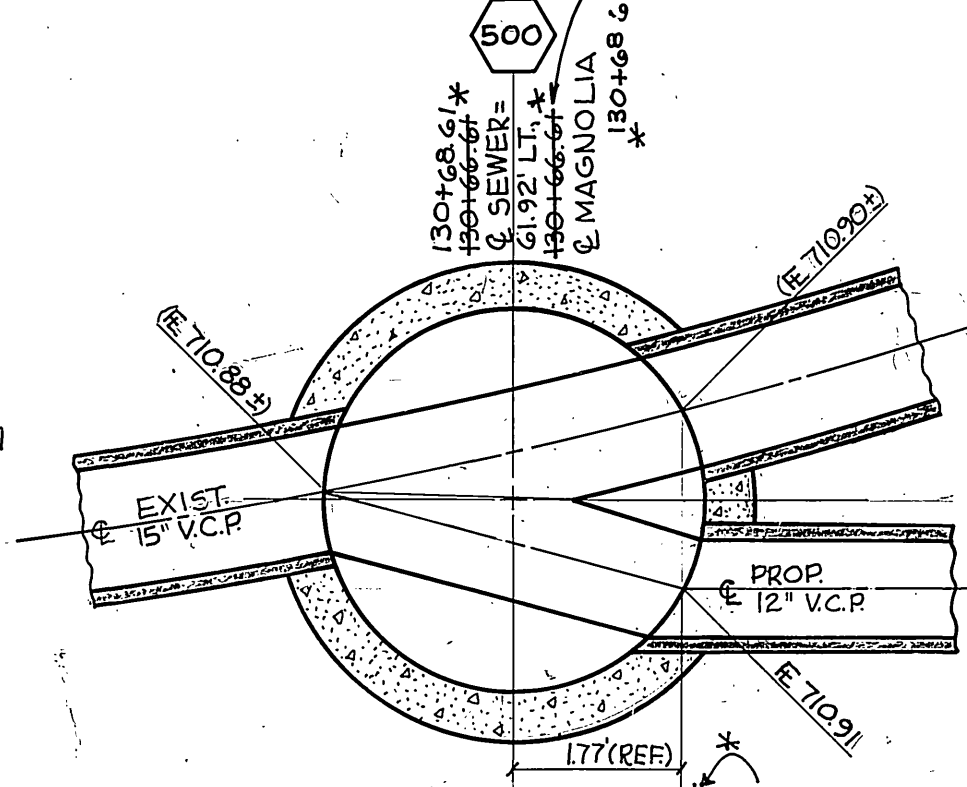 500
130+68.61*
130+66.61
℄ SEWER=
61.92' LT., *
130+66.61
℄ MAGNOLIA
130+68.6
*
(FE 710.88±)
(FE 710.90±)
EXIST.
℄ 15" V.C.P.
PROP.
℄ 12" V.C.P.
FE 710.91
1.77'(REF.)
*